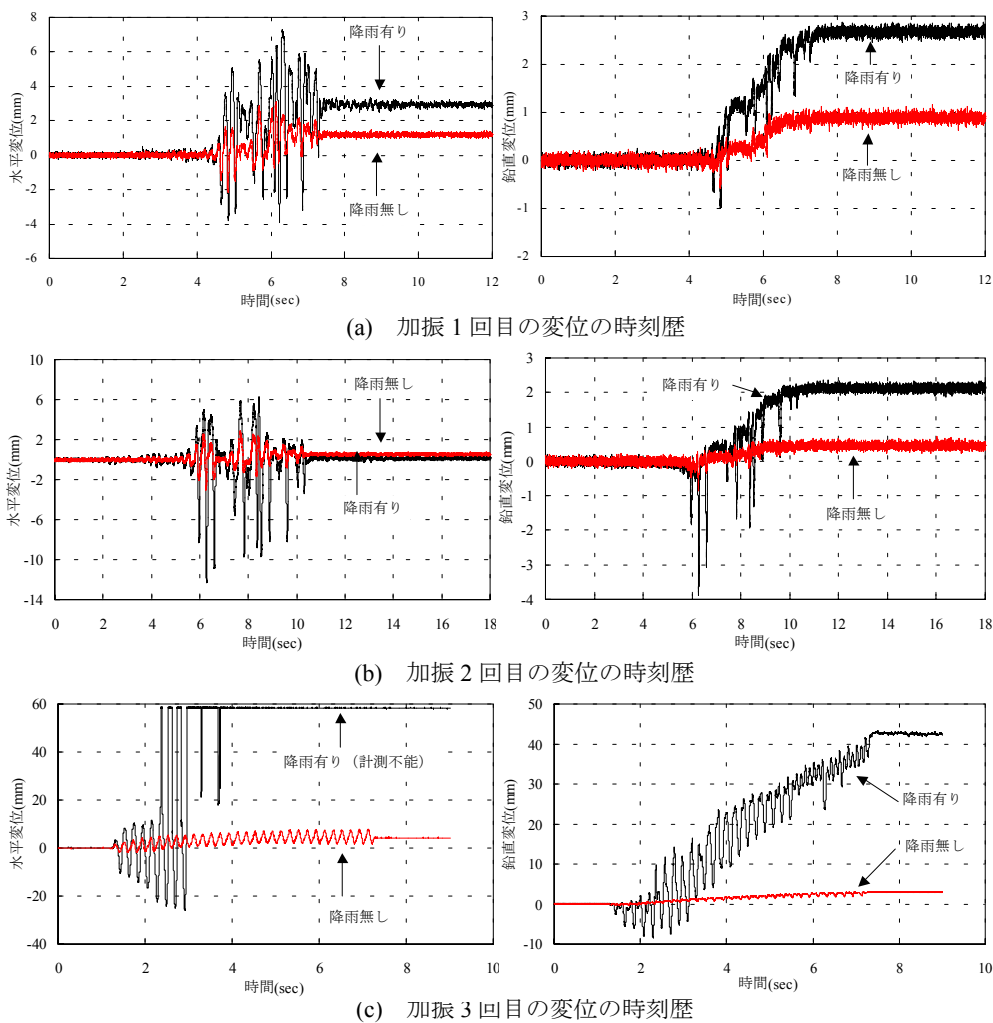 水平変位(mm)
8
6
4
2
0
-2
-4
-6
0 2 4 6 8 10 12
時間(sec)
降雨有り
降雨無し
鉛直変位(mm)
3
2
1
0
-1
-2
0 2 4 6 8 10 12
時間(sec)
降雨有り
降雨無し
(a) 加振 1 回目の変位の時刻歴
水平変位(mm)
10
6
2
-2
-6
-10
-14
0 2 4 6 8 10 12 14 16 18
時間(sec)
降雨無し
降雨有り
鉛直変位(mm)
3
2
1
0
-1
-2
-3
-4
0 2 4 6 8 10 12 14 16 18
時間(sec)
降雨有り
降雨無し
(b) 加振 2 回目の変位の時刻歴
水平変位(mm)
60
40
20
0
-20
-40
0 2 4 6 8 10
時間(sec)
降雨有り（計測不能）
降雨無し
鉛直変位(mm)
50
40
30
20
10
0
-10
0 2 4 6 8 10
時間(sec)
降雨有り
降雨無し
(c) 加振 3 回目の変位の時刻歴